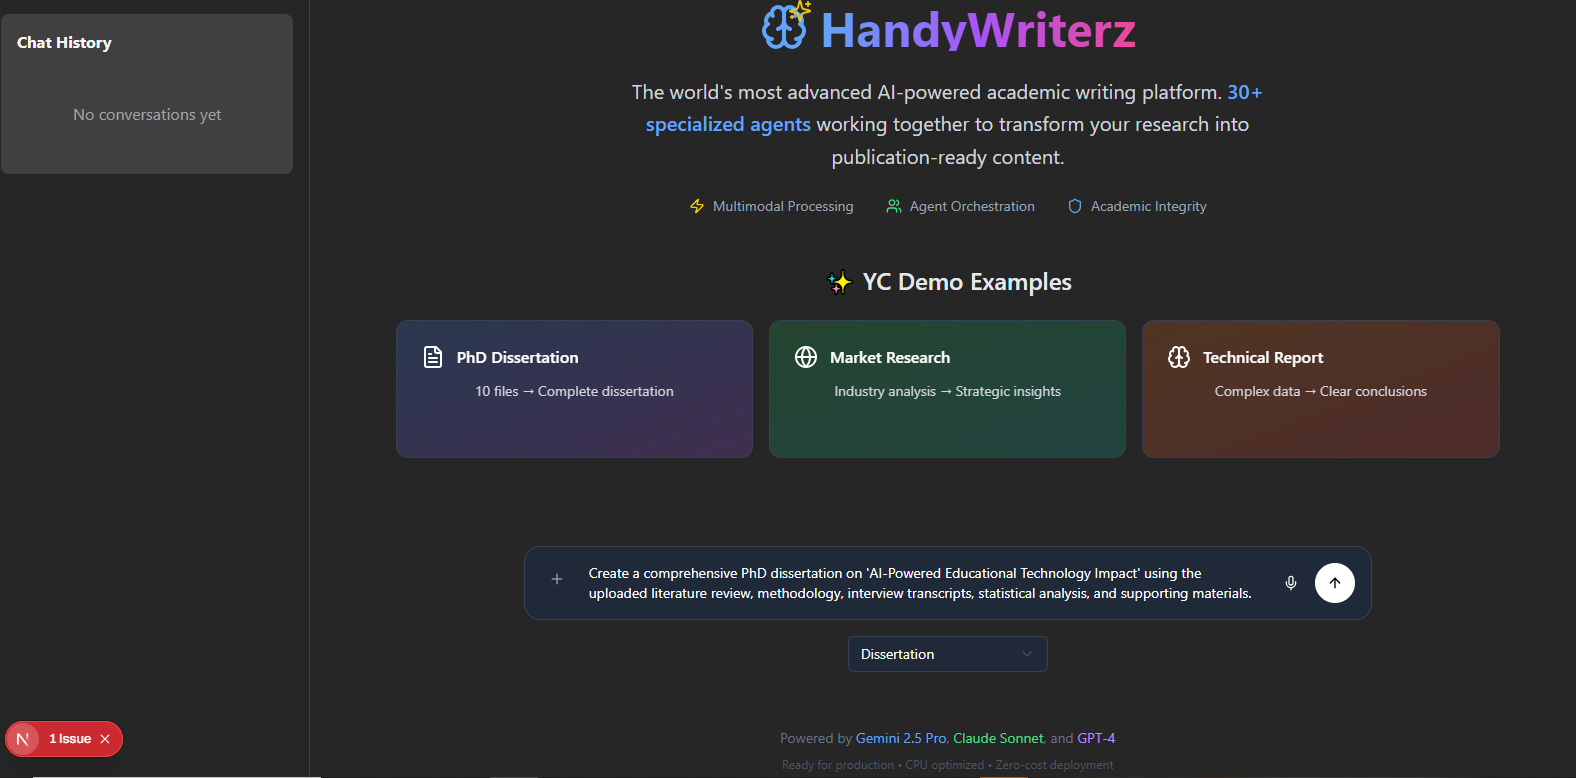 Chat History
No conversations yet
HandyWriterz
The world's most advanced AI-powered academic writing platform. 30+
specialized agents working together to transform your research into
publication-ready content.
Multimodal Processing
Agent Orchestration
Academic Integrity
✨ YC Demo Examples
PhD Dissertation
10 files → Complete dissertation
Market Research
Industry analysis → Strategic insights
Technical Report
Complex data → Clear conclusions
Create a comprehensive PhD dissertation on 'AI-Powered Educational Technology Impact' using the
uploaded literature review, methodology, interview transcripts, statistical analysis, and supporting materials.
Dissertation
N 1 Issue
Powered by Gemini 2.5 Pro, Claude Sonnet, and GPT-4
Ready for production • CPU optimized • Zero-cost deployment